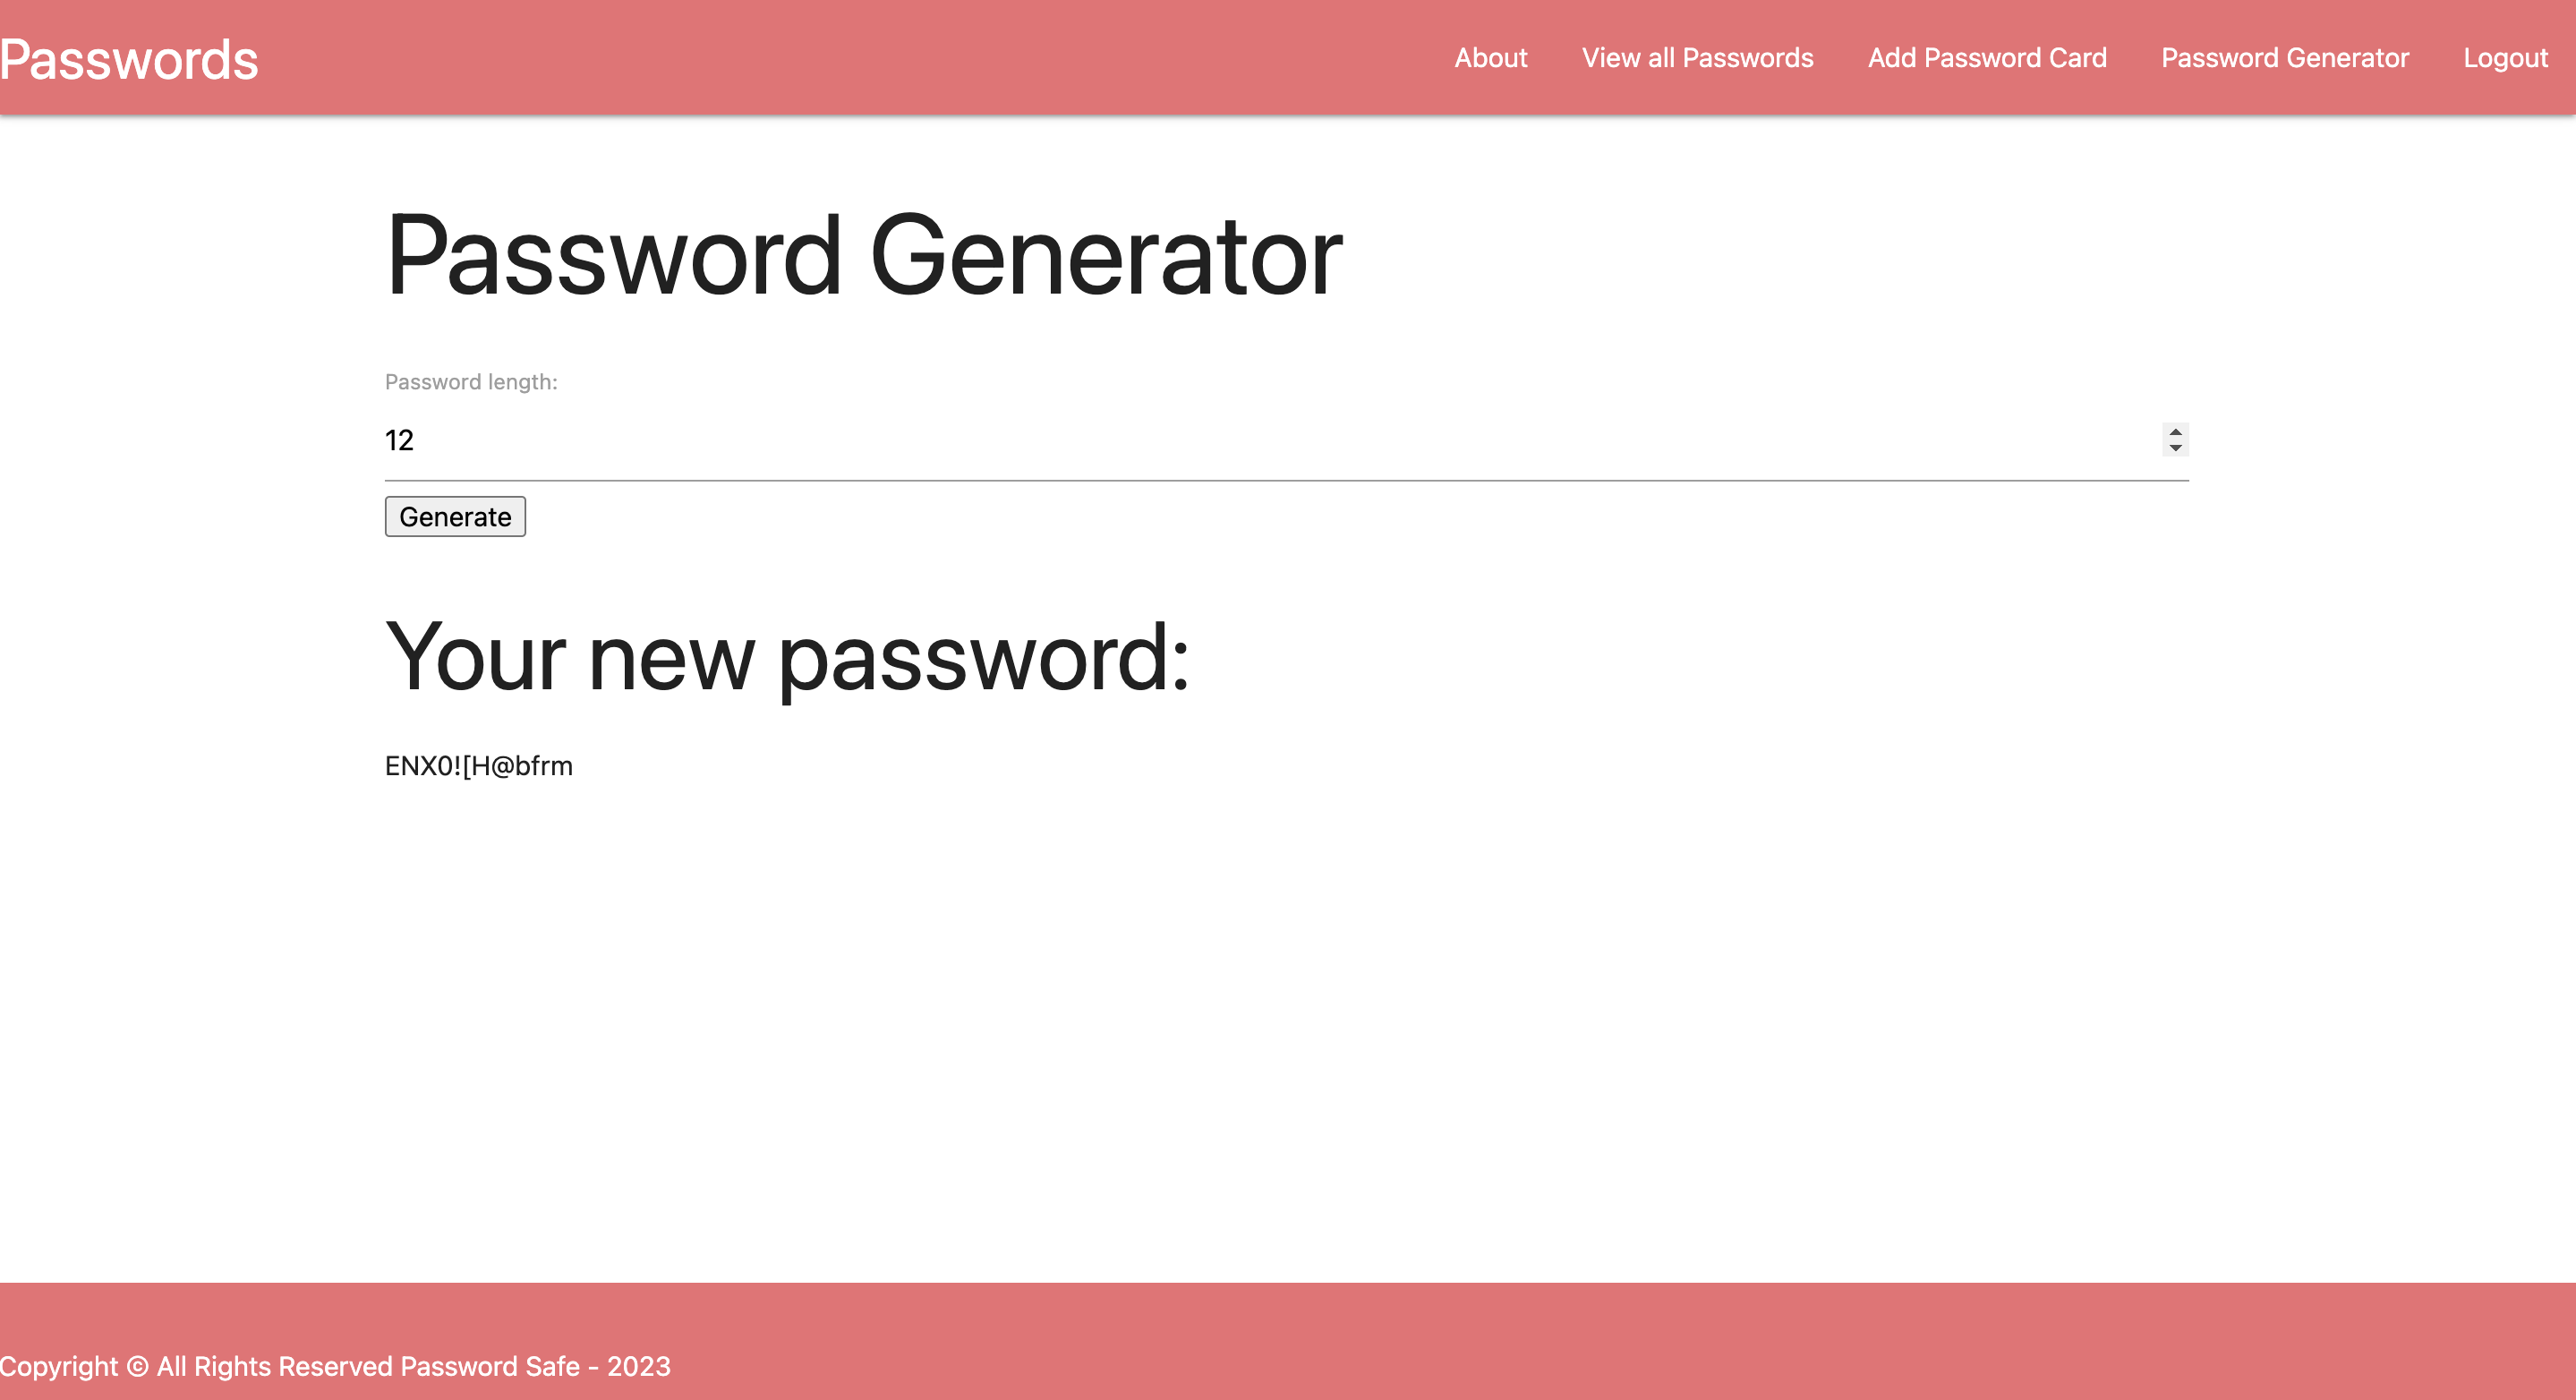 Passwords
About View all Passwords Add Password Card Password Generator Logout
Password Generator
Password length:
12
Generate
Your new password:
ENX0![H@bfrm
Copyright © All Rights Reserved Password Safe - 2023